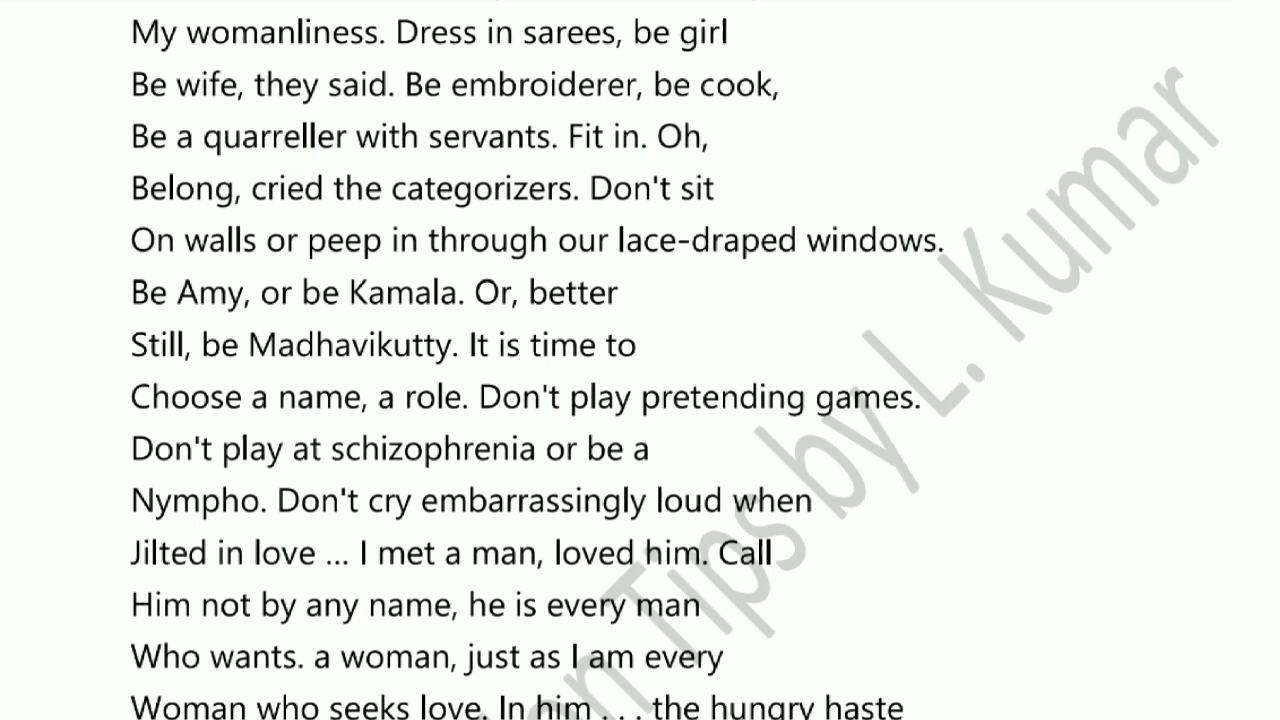 My womanliness. Dress in sarees, be girl
Be wife, they said. Be embroiderer, be cook,
Be a quarreller with servants. Fit in. Oh,
Belong, cried the categorizers. Don't sit
On walls or peep in through our lace-draped windows.
Be Amy, or be Kamala. Or, better
Still, be Madhavikutty. It is time to
Choose a name, a role. Don't play pretending games.
Don't play at schizophrenia or be a
Nympho. Don't cry embarrassingly loud when
Jilted in love ... I met a man, loved him. Call
Him not by any name, he is every man
Who wants. a woman, just as I am every
Woman who seeks love. In him . . . the hungry haste
Tips by L. Kumar